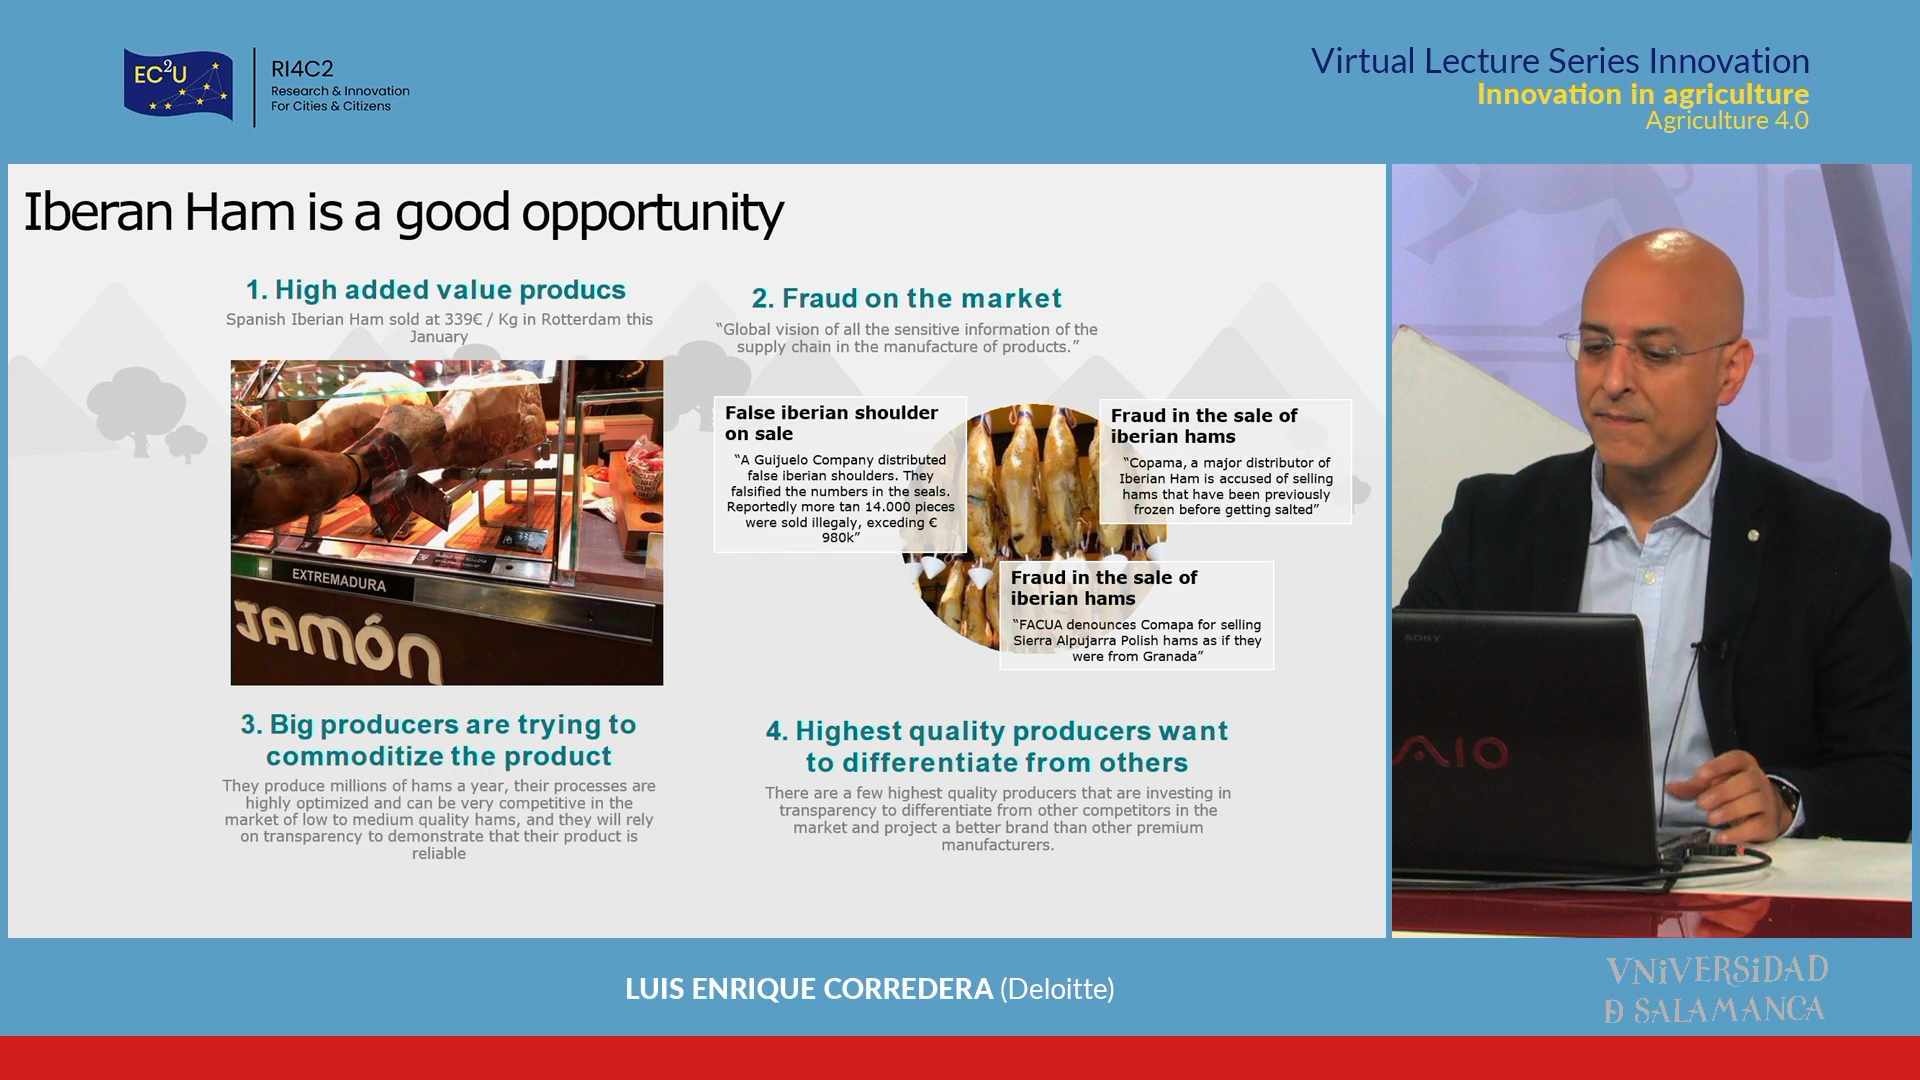 EC²U
RI4C2
Research & Innovation
For Cities & Citizens
Virtual Lecture Series Innovation
Innovation in agriculture
Agriculture 4.0
Iberan Ham is a good opportunity
1. High added value producs
Spanish Iberian Ham sold at 339€ / Kg in Rotterdam this
January
EXTREMADURA
JAMÓN
2. Fraud on the market
“Global vision of all the sensitive information of the
supply chain in the manufacture of products.”
False iberian shoulder
on sale
“A Guijuelo Company distributed
false iberian shoulders. They
falsified the numbers in the seals.
Reportedly more tan 14.000 pieces
were sold illegaly, exceding €
980k”
Fraud in the sale of
iberian hams
“Copama, a major distributor of
Iberian Ham is accused of selling
hams that have been previously
frozen before getting salted”
Fraud in the sale of
iberian hams
“FACUA denounces Comapa for selling
Sierra Alpujarra Polish hams as if they
were from Granada”
3. Big producers are trying to
commoditize the product
They produce millions of hams a year, their processes are
highly optimized and can be very competitive in the
market of low to medium quality hams, and they will rely
on transparency to demonstrate that their product is
reliable
4. Highest quality producers want
to differentiate from others
There are a few highest quality producers that are investing in
transparency to differentiate from other competitors in the
market and project a better brand than other premium
manufacturers.
SONY
VAIO
LUIS ENRIQUE CORREDERA (Deloitte)
VNiVERSiDAD
Ð SALAMANCA